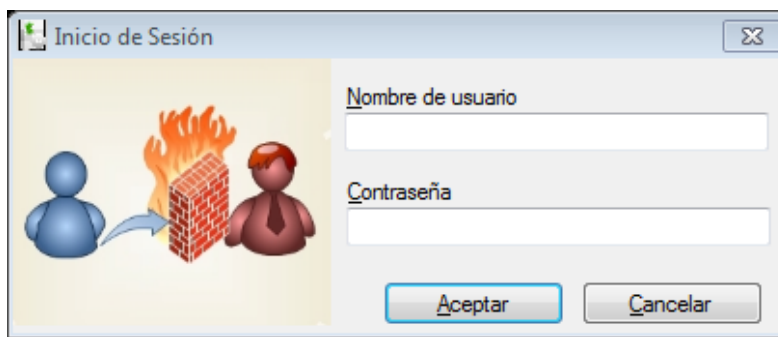 Inicio de Sesión
Nombre de usuario
Contraseña
Aceptar
Cancelar